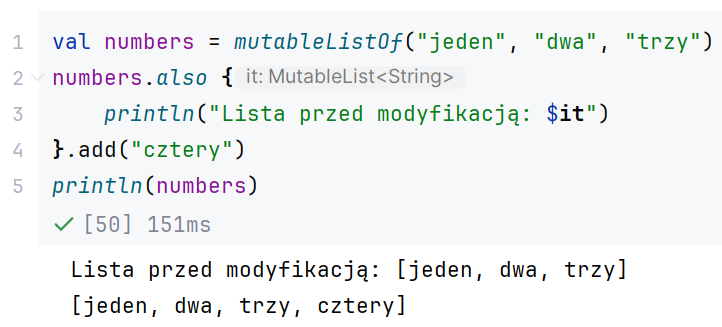 1 val numbers = mutableListOf("jeden", "dwa", "trzy")
2 numbers.also { it: MutableList<String>
3 println("Lista przed modyfikacją: $it")
4 }.add("cztery")
5 println(numbers)
[50] 151ms
Lista przed modyfikacją: [jeden, dwa, trzy]
[jeden, dwa, trzy, cztery]